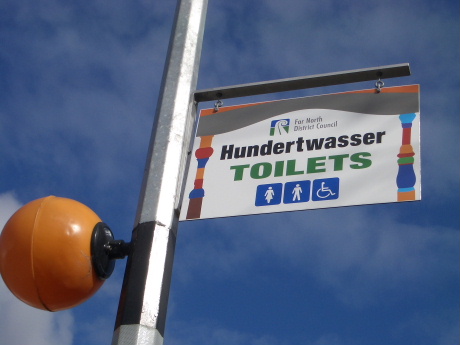 Far North
District Council
Hundertwasser
TOILETS